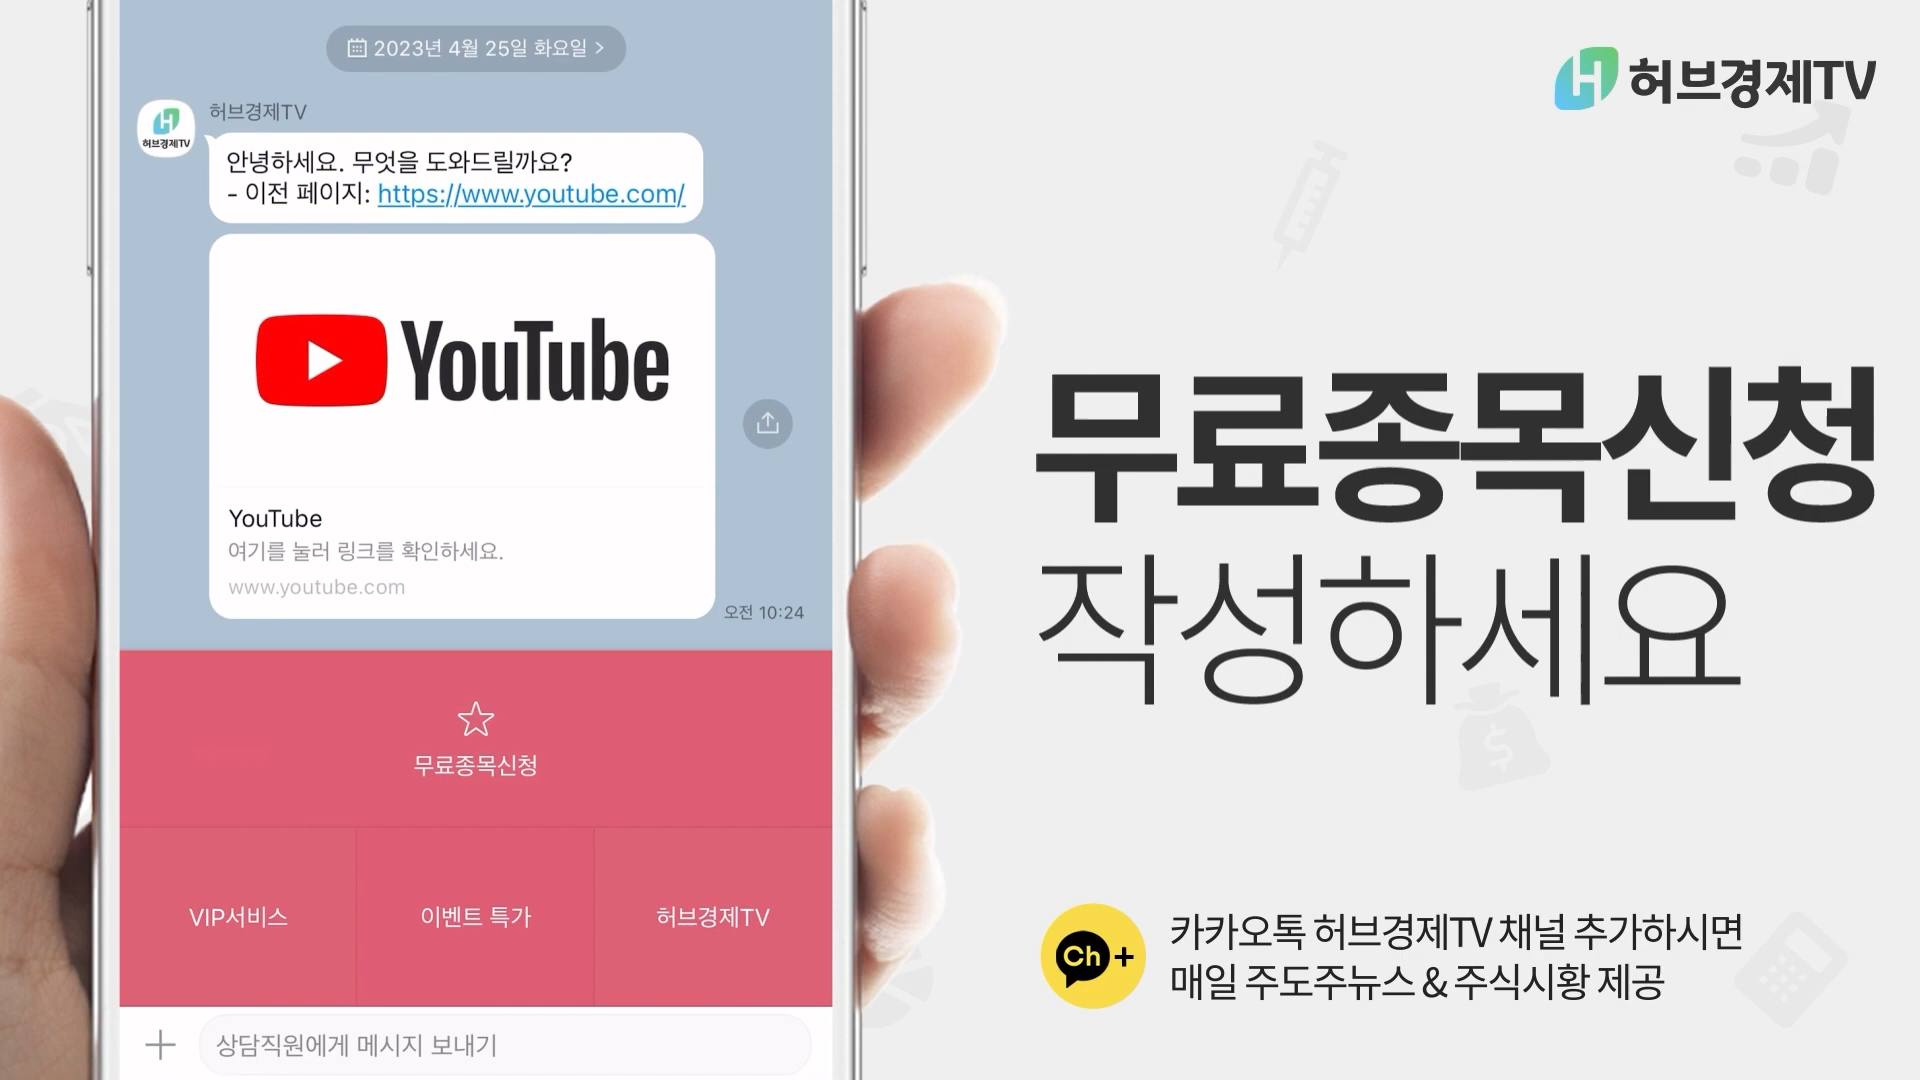 2023년 4월 25일 화요일 >
허브경제TV
허브경제TV
안녕하세요. 무엇을 도와드릴까요?
- 이전 페이지: https://www.youtube.com/
YouTube
YouTube
여기를 눌러 링크를 확인하세요.
www.youtube.com
오전 10:24
무료종목신청
VIP서비스
이벤트 특가
허브경제TV
상담직원에게 메시지 보내기
허브경제TV
무료종목신청
작성하세요
Ch+
카카오톡 허브경제TV 채널 추가하시면
매일 주도주뉴스 & 주식시황 제공